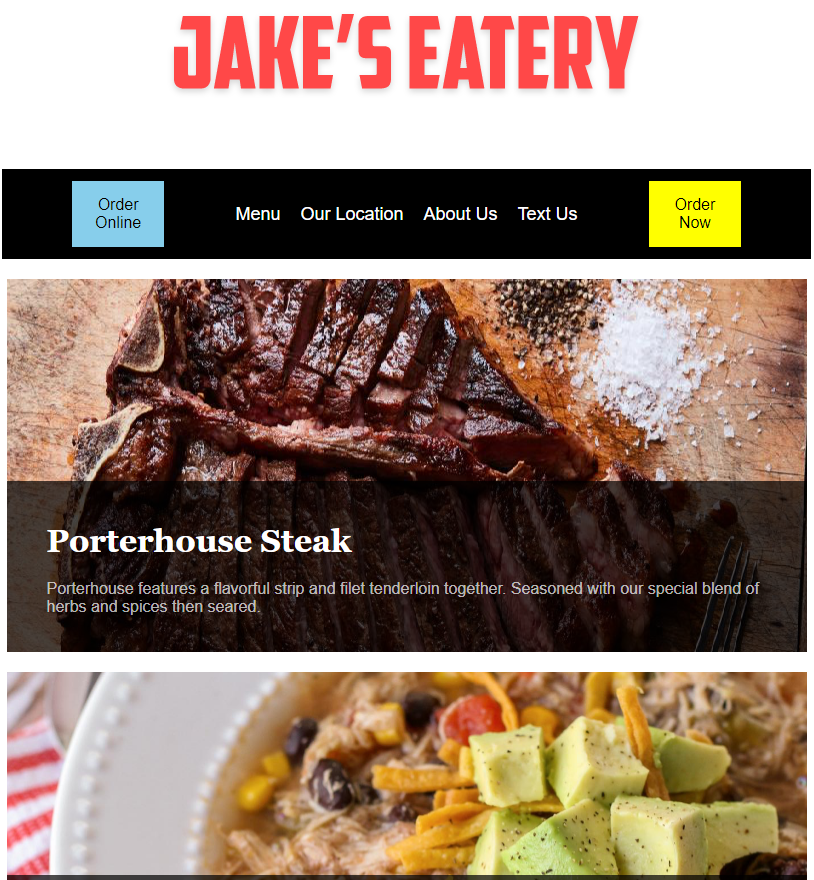 JAKE'S EATERY
Order
Online
Menu Our Location About Us Text Us
Order
Now
Porterhouse Steak
Porterhouse features a flavorful strip and filet tenderloin together. Seasoned with our special blend of
herbs and spices then seared.